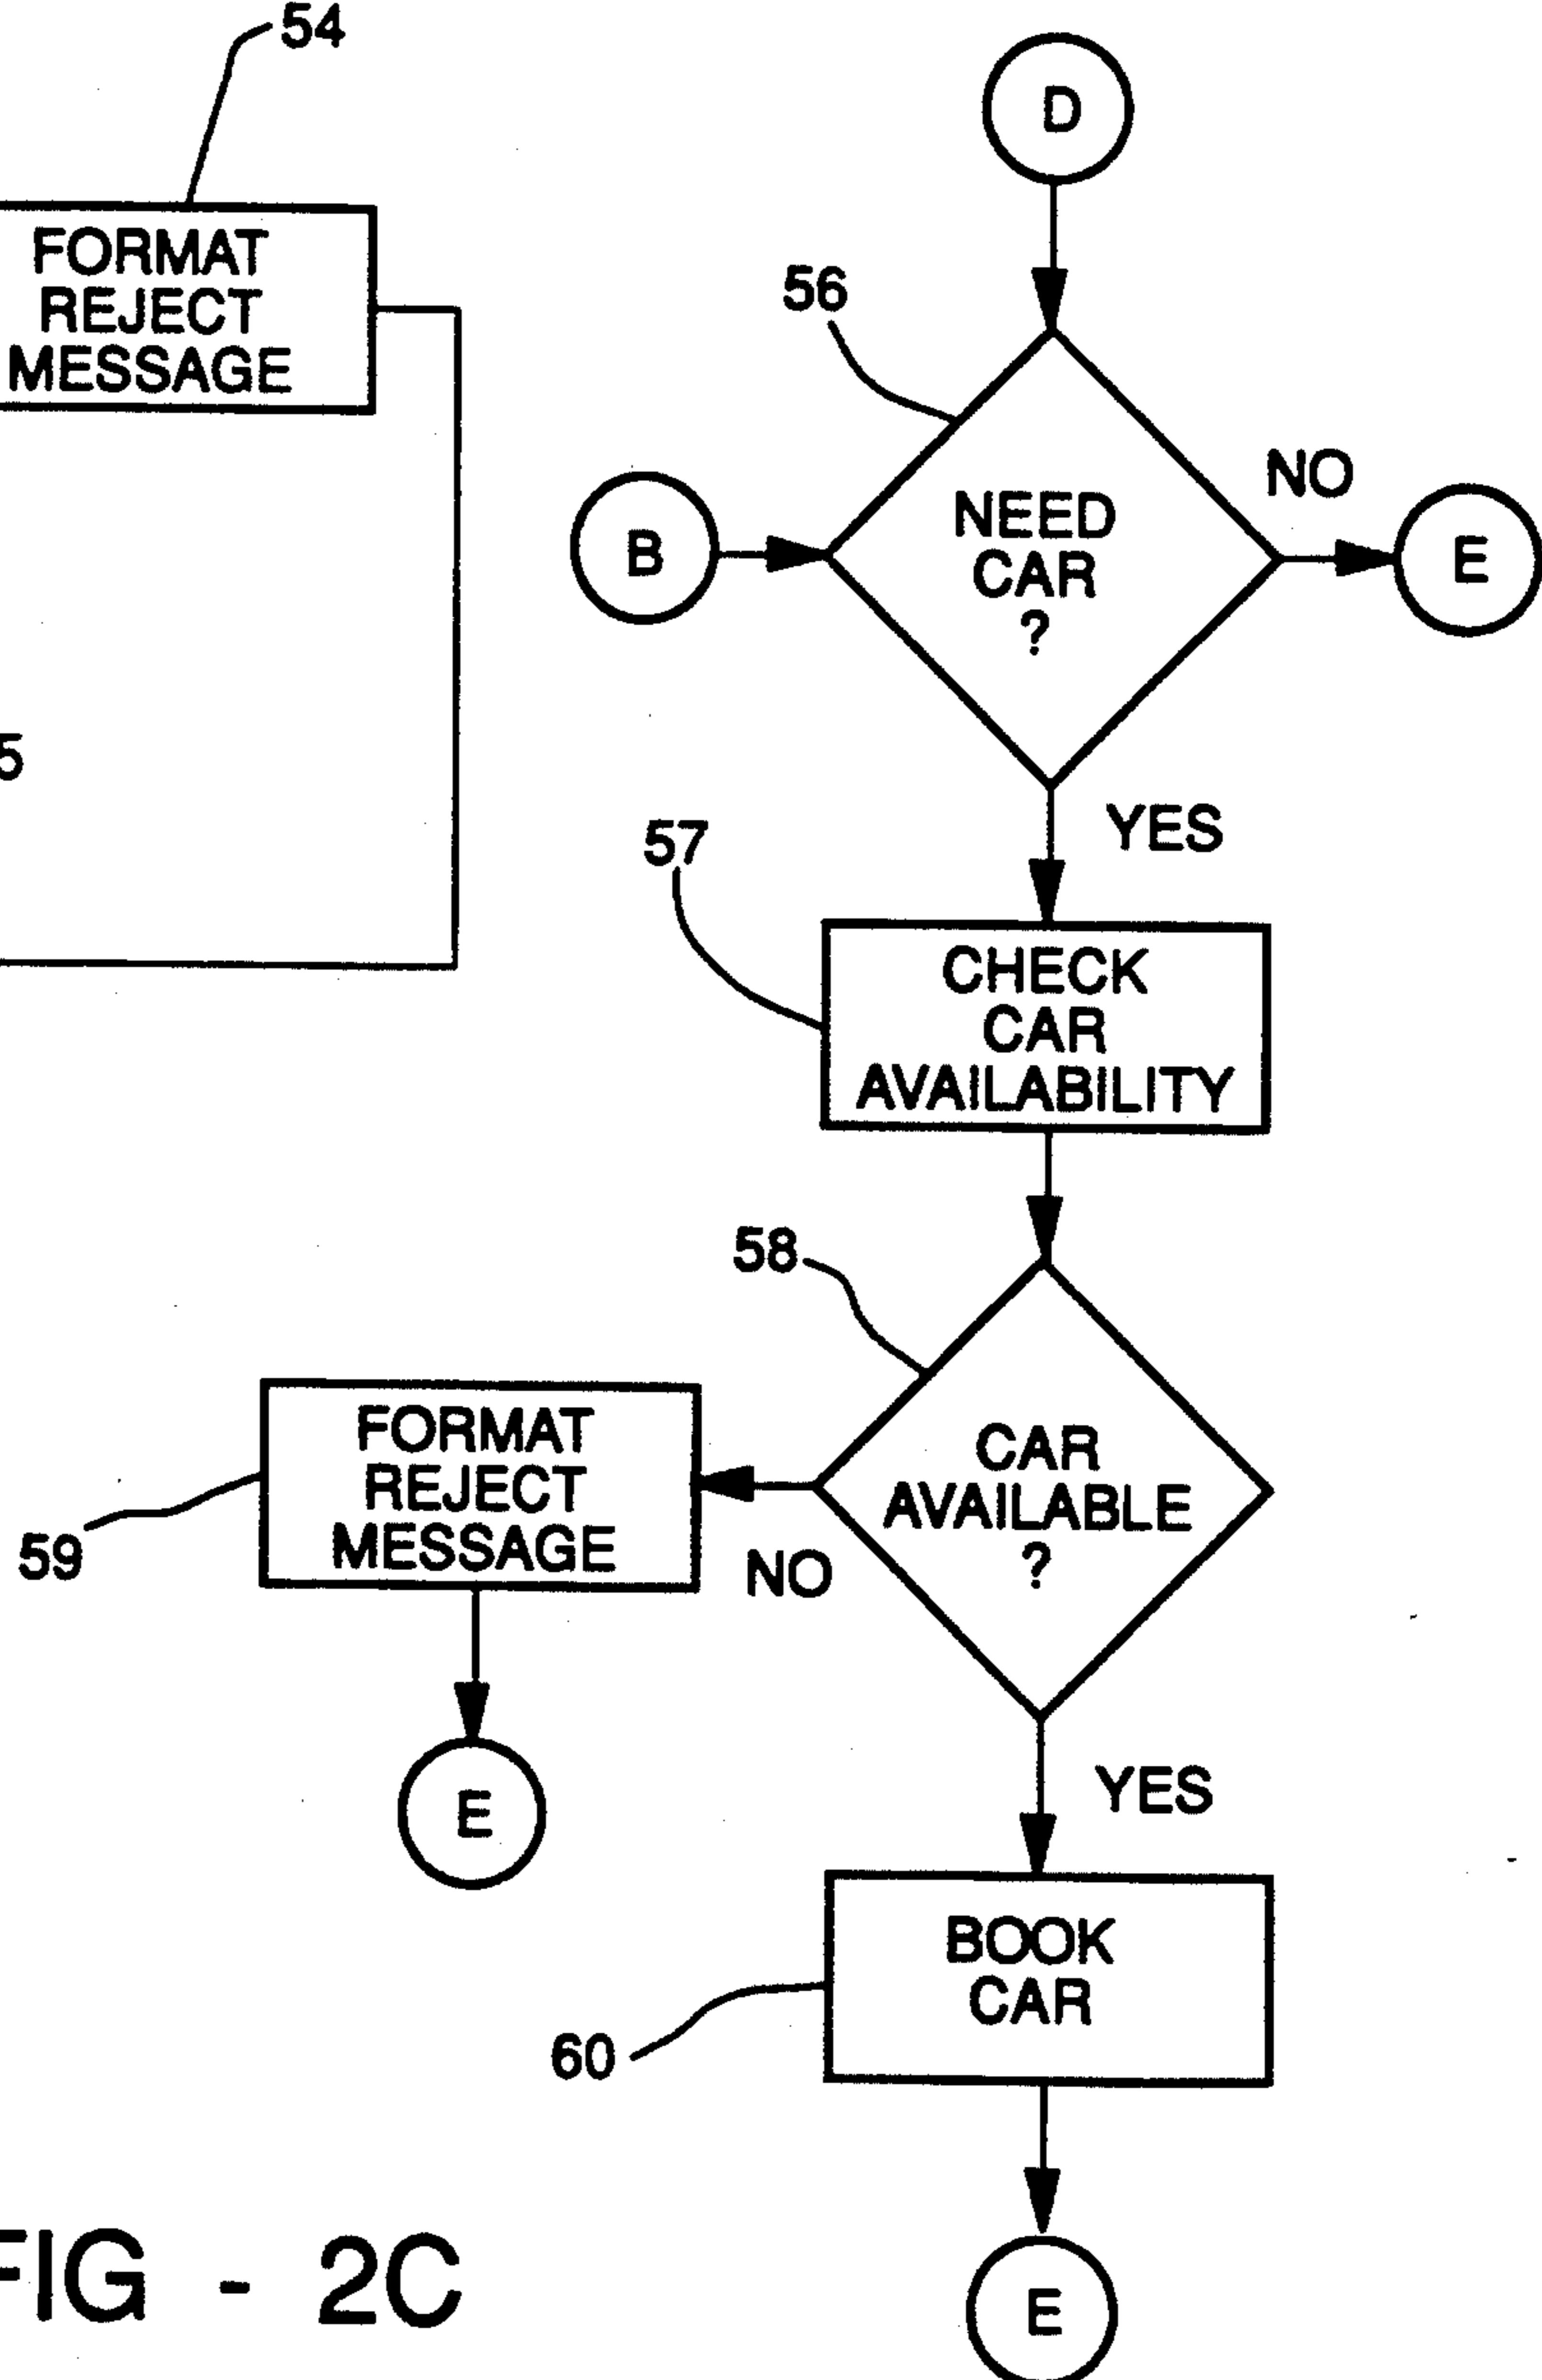 54
D
FORMAT
REJECT
MESSAGE
56
NEED
CAR
?
NO
B
E
5
YES
57
CHECK
CAR
AVAILABILITY
58
CAR
AVAILABLE
?
FORMAT
REJECT
MESSAGE
59
NO
E
YES
BOOK
CAR
60
FIG - 2C
E